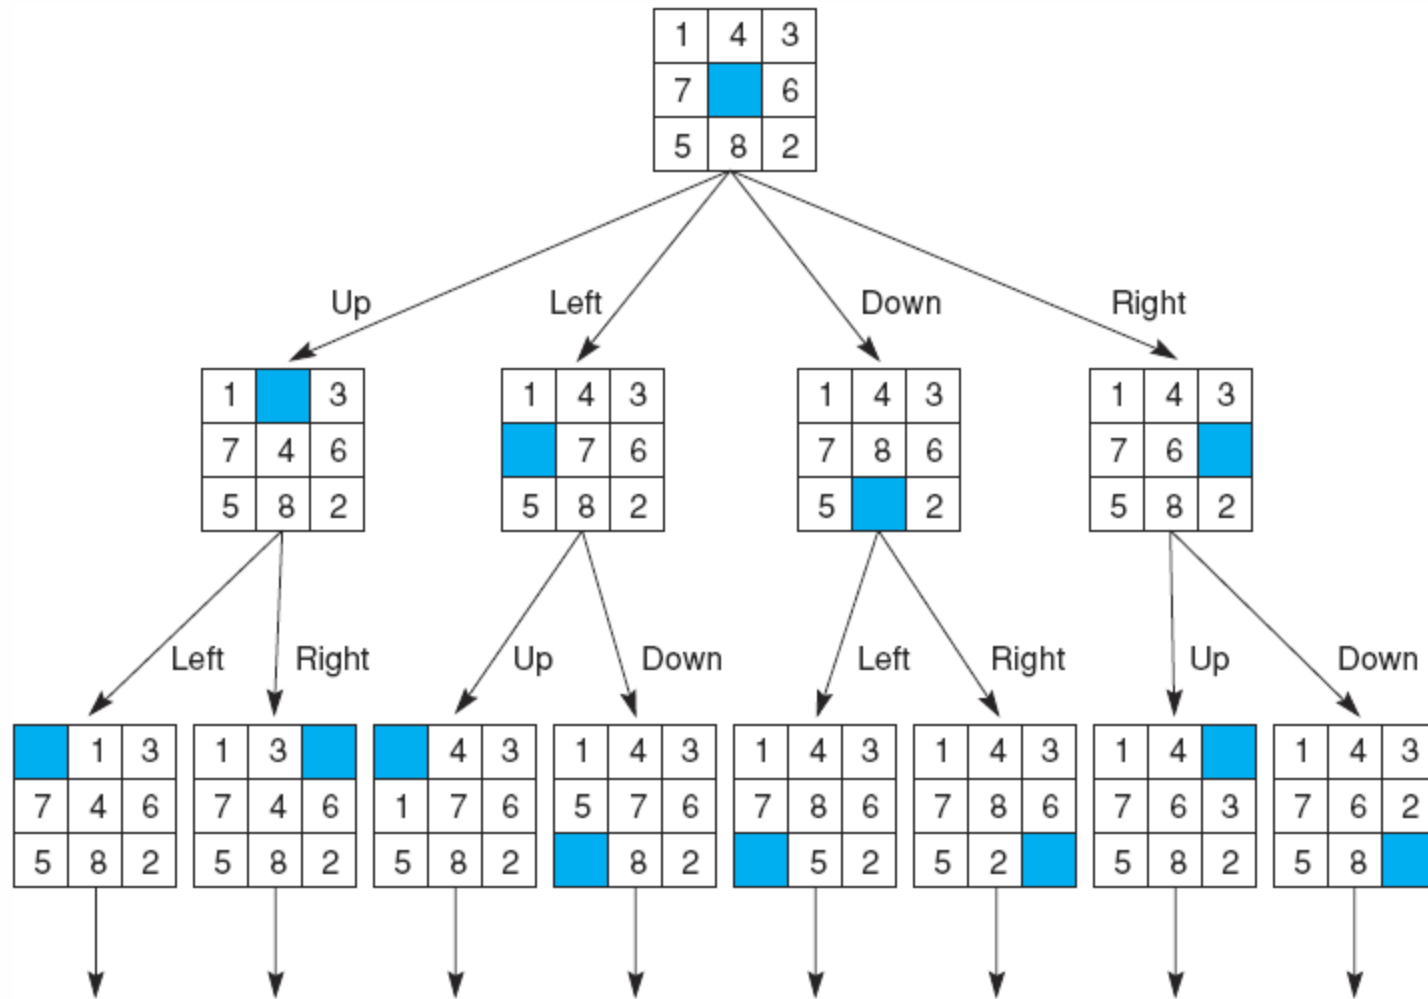 1 4 3
7 6
5 8 2
Up Left Down Right
1 3 1 4 3 1 4 3 1 4 3
7 4 6 7 6 7 8 6 7 6
5 8 2 5 8 2 5 2 5 8 2
Left Right Up Down Left Right Up Down
1 3 1 3 4 3 1 4 3 1 4 3 1 4 3 1 4 1 4 3
7 4 6 7 4 6 1 7 6 5 7 6 7 8 6 7 8 6 7 6 3 7 6 2
5 8 2 5 8 2 5 8 2 8 2 5 2 5 2 5 8 2 5 8